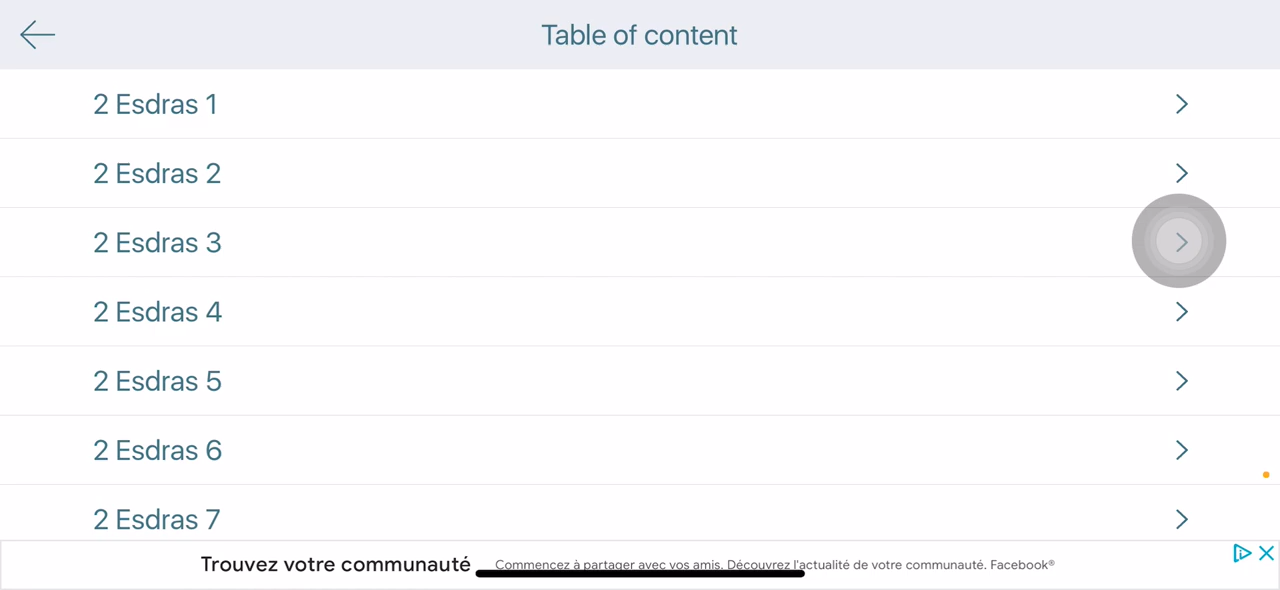 Table of content
2 Esdras 1
2 Esdras 2
2 Esdras 3
2 Esdras 4
2 Esdras 5
2 Esdras 6
2 Esdras 7
Trouvez votre communauté Commencez à partager avec vos amis. Découvrez l'actualité de votre communauté. Facebook®